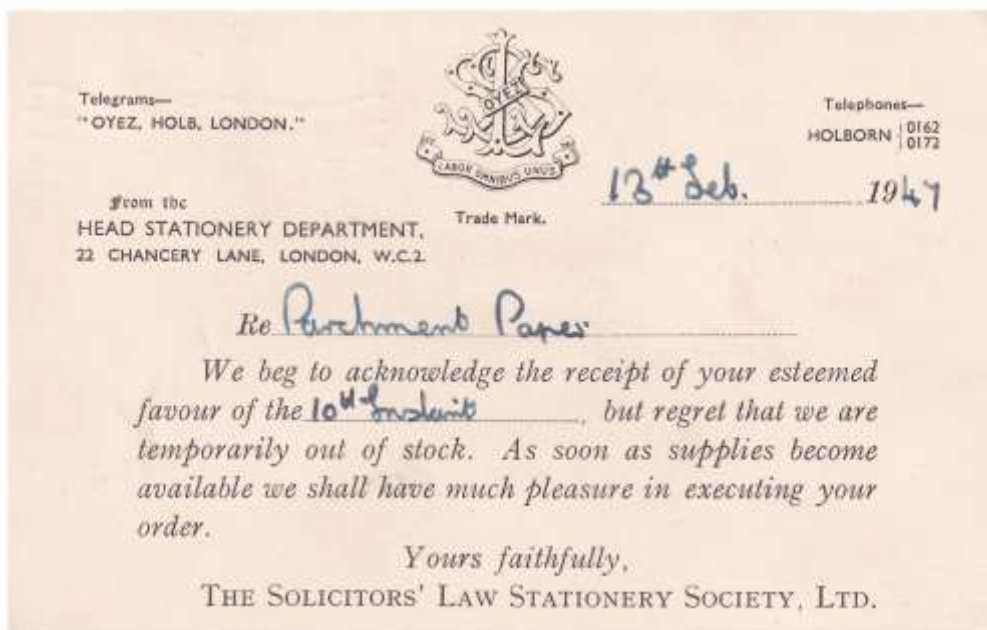 Telegrams—
"OYEZ, HOLB, LONDON."
OYEZ
LABOR OMNIBUS UNUS
Trade Mark.
Telephones—
HOLBORN 0162
0172
13th Feb. 1947
From the
HEAD STATIONERY DEPARTMENT,
22 CHANCERY LANE, LONDON, W.C.2.
Re Parchment Paper
We beg to acknowledge the receipt of your esteemed
favour of the 10th Instant, but regret that we are
temporarily out of stock. As soon as supplies become
available we shall have much pleasure in executing your
order.
Yours faithfully,
THE SOLICITORS' LAW STATIONERY SOCIETY, LTD.